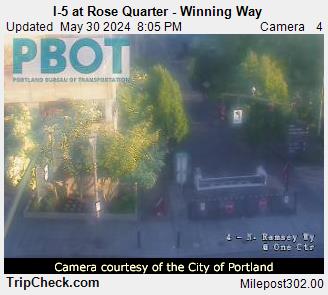 I-5 at Rose Quarter - Winning Way
Updated May 30 2024 8:05 PM Camera 4
PBOT
PORTLAND BUREAU OF TRANSPORTATION
4 - N. Ramsey Wy
@ One Ctr
Camera courtesy of the City of Portland
TripCheck.com Milepost302.00